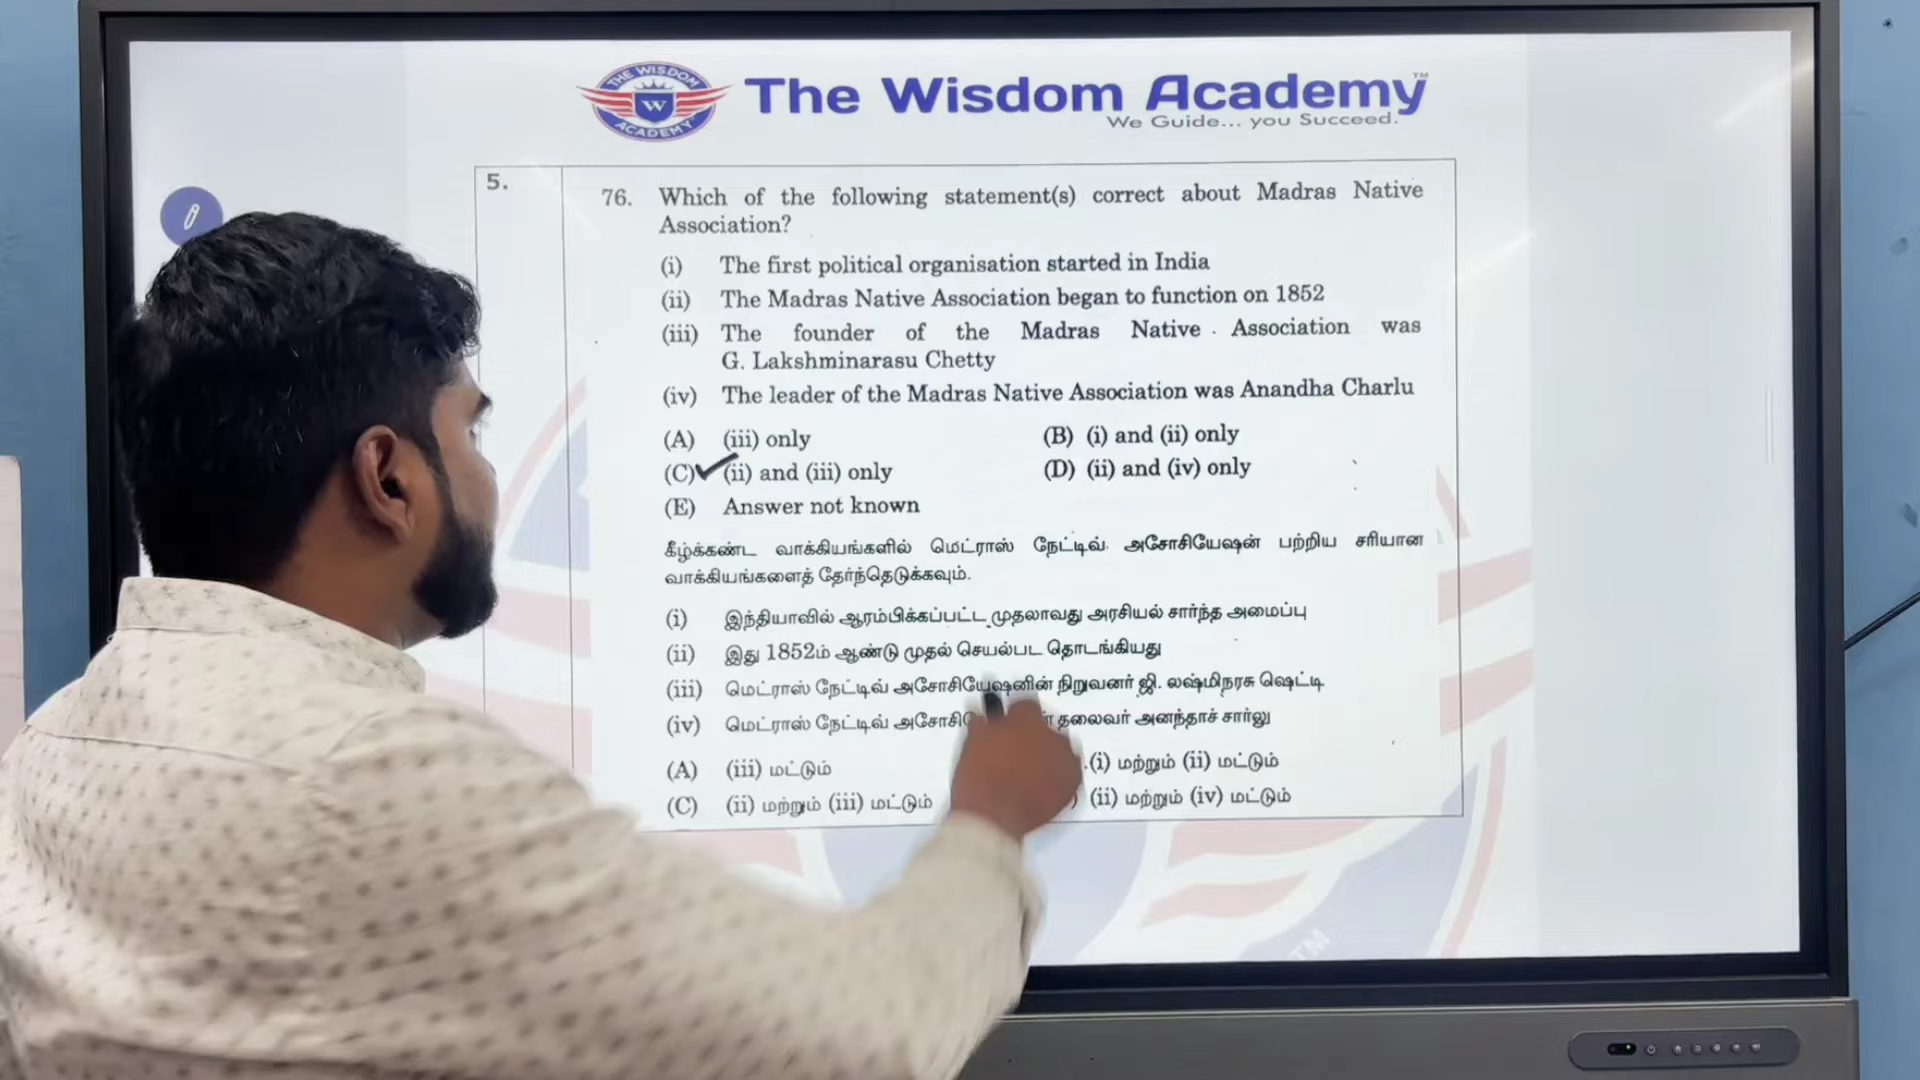 THE WISDOM
W
ACADEMY
The Wisdom Academy™
We Guide... you Succeed.
5.
76. Which of the following statement(s) correct about Madras Native
Association?
(i) The first political organisation started in India
(ii) The Madras Native Association began to function on 1852
(iii) The founder of the Madras Native Association was
G. Lakshminarasu Chetty
(iv) The leader of the Madras Native Association was Anandha Charlu
(A) (iii) only (B) (i) and (ii) only
(C) (ii) and (iii) only (D) (ii) and (iv) only
(E) Answer not known
கீழ்க்கண்ட வாக்கியங்களில் மெட்ராஸ் நேட்டிவ் அசோசியேஷன் பற்றிய சரியான
வாக்கியங்களைத் தேர்ந்தெடுக்கவும்.
(i) இந்தியாவில் ஆரம்பிக்கப்பட்ட முதலாவது அரசியல் சார்ந்த அமைப்பு
(ii) இது 1852ம் ஆண்டு முதல் செயல்பட தொடங்கியது
(iii) மெட்ராஸ் நேட்டிவ் அசோசியேஷனின் நிறுவனர் ஜி. லஷ்மிநரசு ஷெட்டி
(iv) மெட்ராஸ் நேட்டிவ் தலைவர் அனந்தாச் சார்லு
(A) (iii) மட்டும் (i) மற்றும் (ii) மட்டும்
(C) (ii) மற்றும் (iii) மட்டும் (ii) மற்றும் (iv) மட்டும்
TM